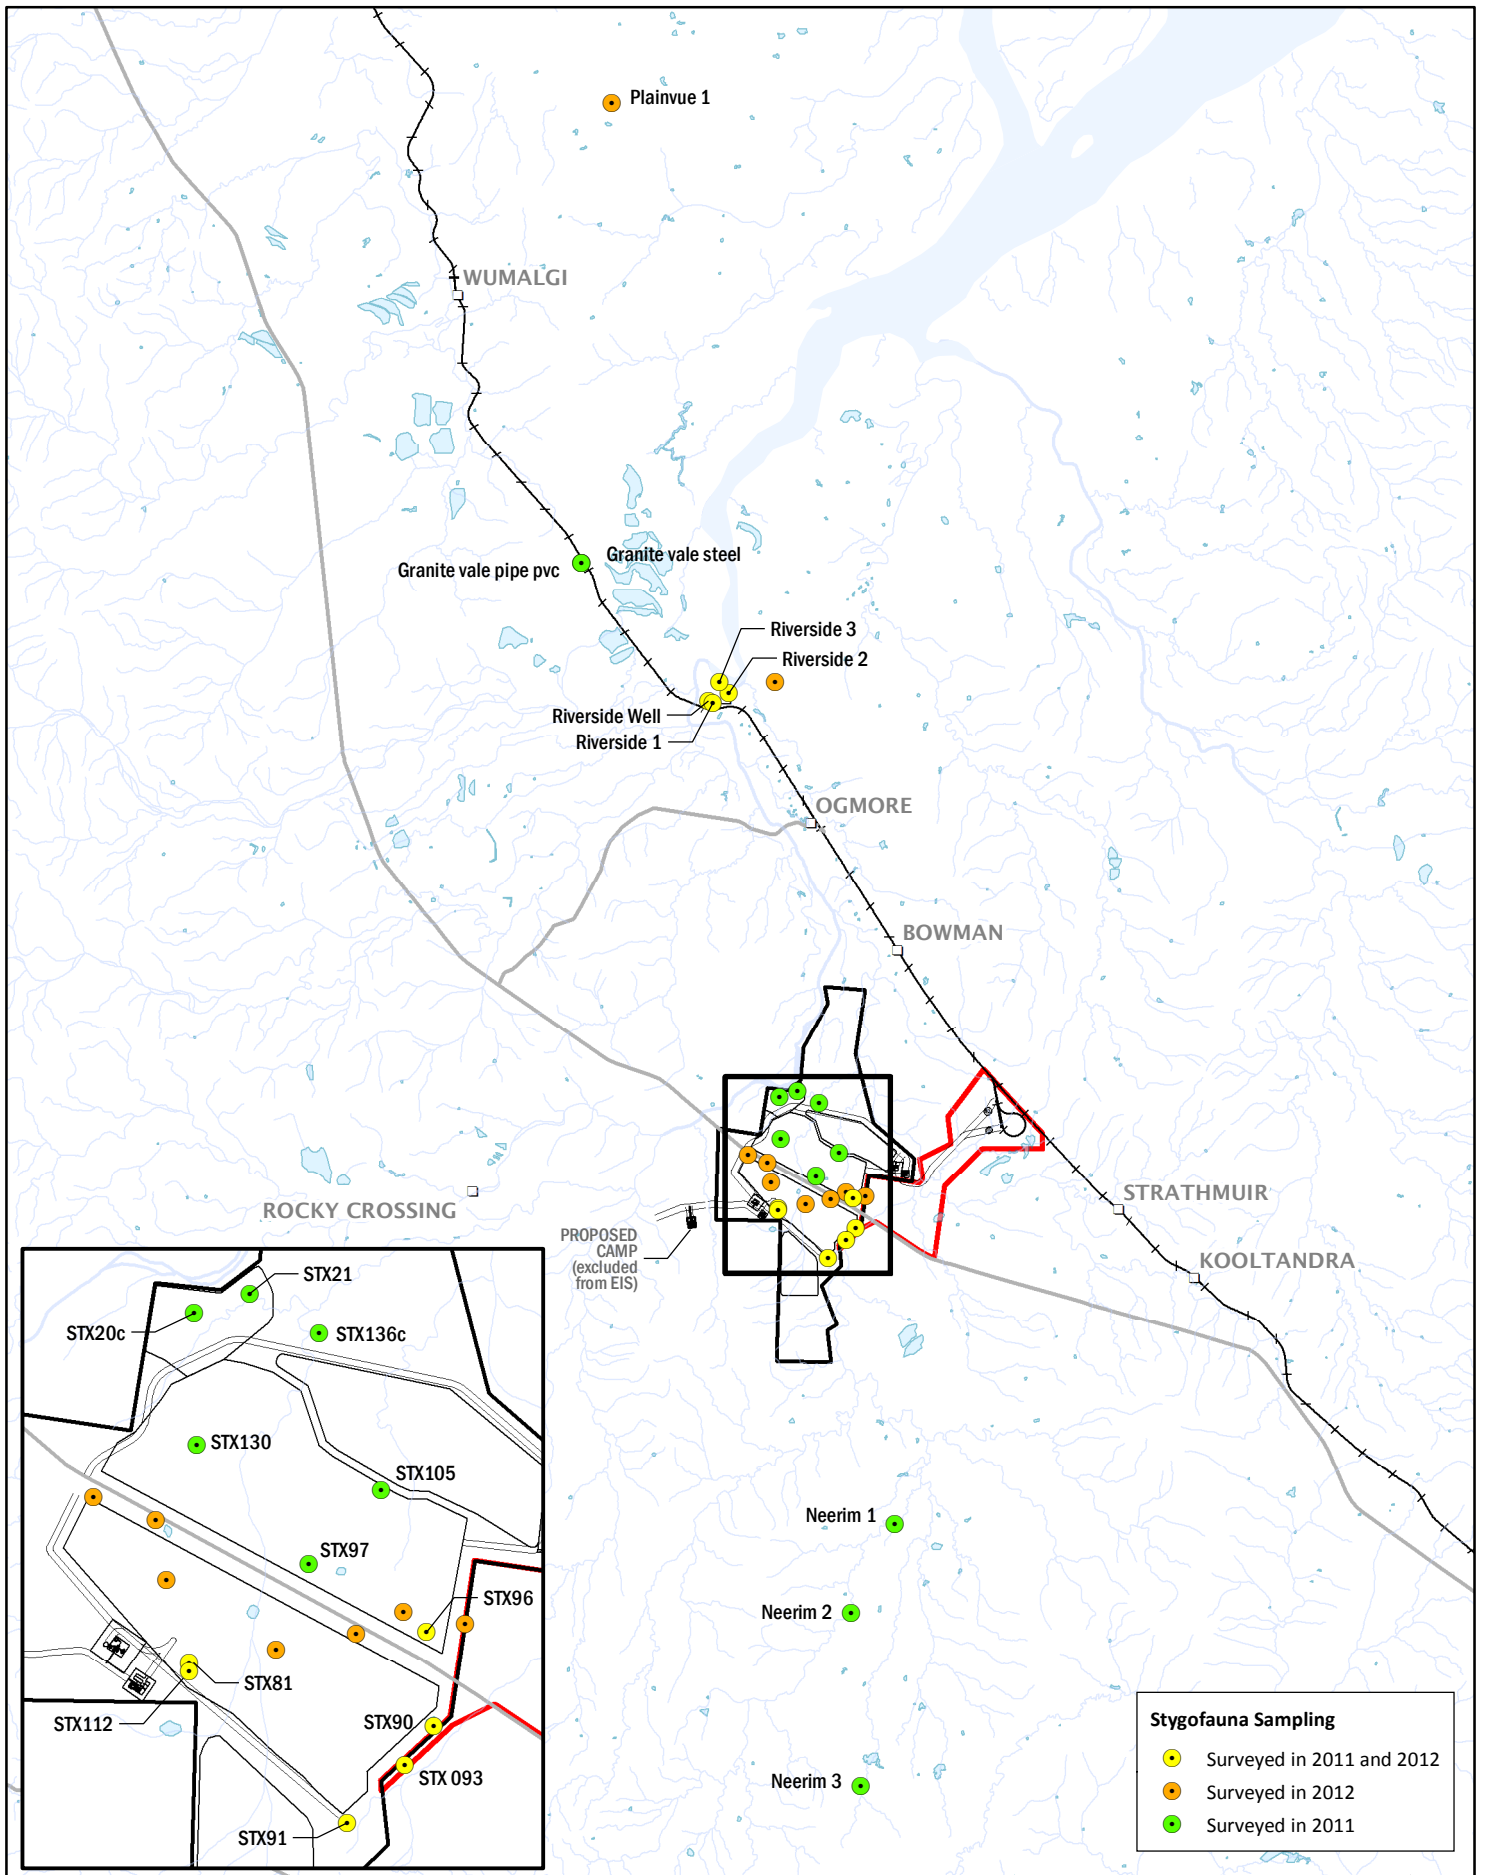 Plainvue 1
WUMALGI
Granite vale steel
Granite vale pipe pvc
Riverside 3
Riverside 2
Riverside Well
Riverside 1
OGMORE
BOWMAN
STRATHMUIR
ROCKY CROSSING
PROPOSED
CAMP
(excluded
from EIS)
KOOLTANDRA
STX21
STX20c
STX136c
STX130
STX105
STX97
STX96
STX81
STX112
STX90
STX 093
STX91
Neerim 1
Neerim 2
Neerim 3
Stygofauna Sampling
Surveyed in 2011 and 2012
Surveyed in 2012
Surveyed in 2011